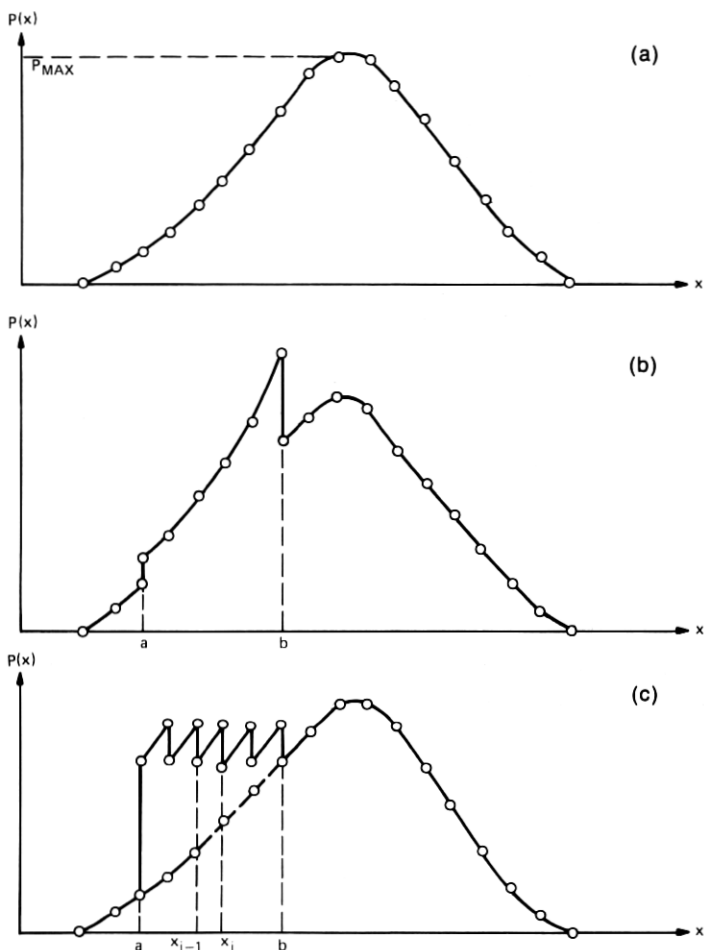 P(x)
(a)
P_MAX
x
P(x)
(b)
x
a
b
P(x)
(c)
x
a
x_{i-1}
x_i
b